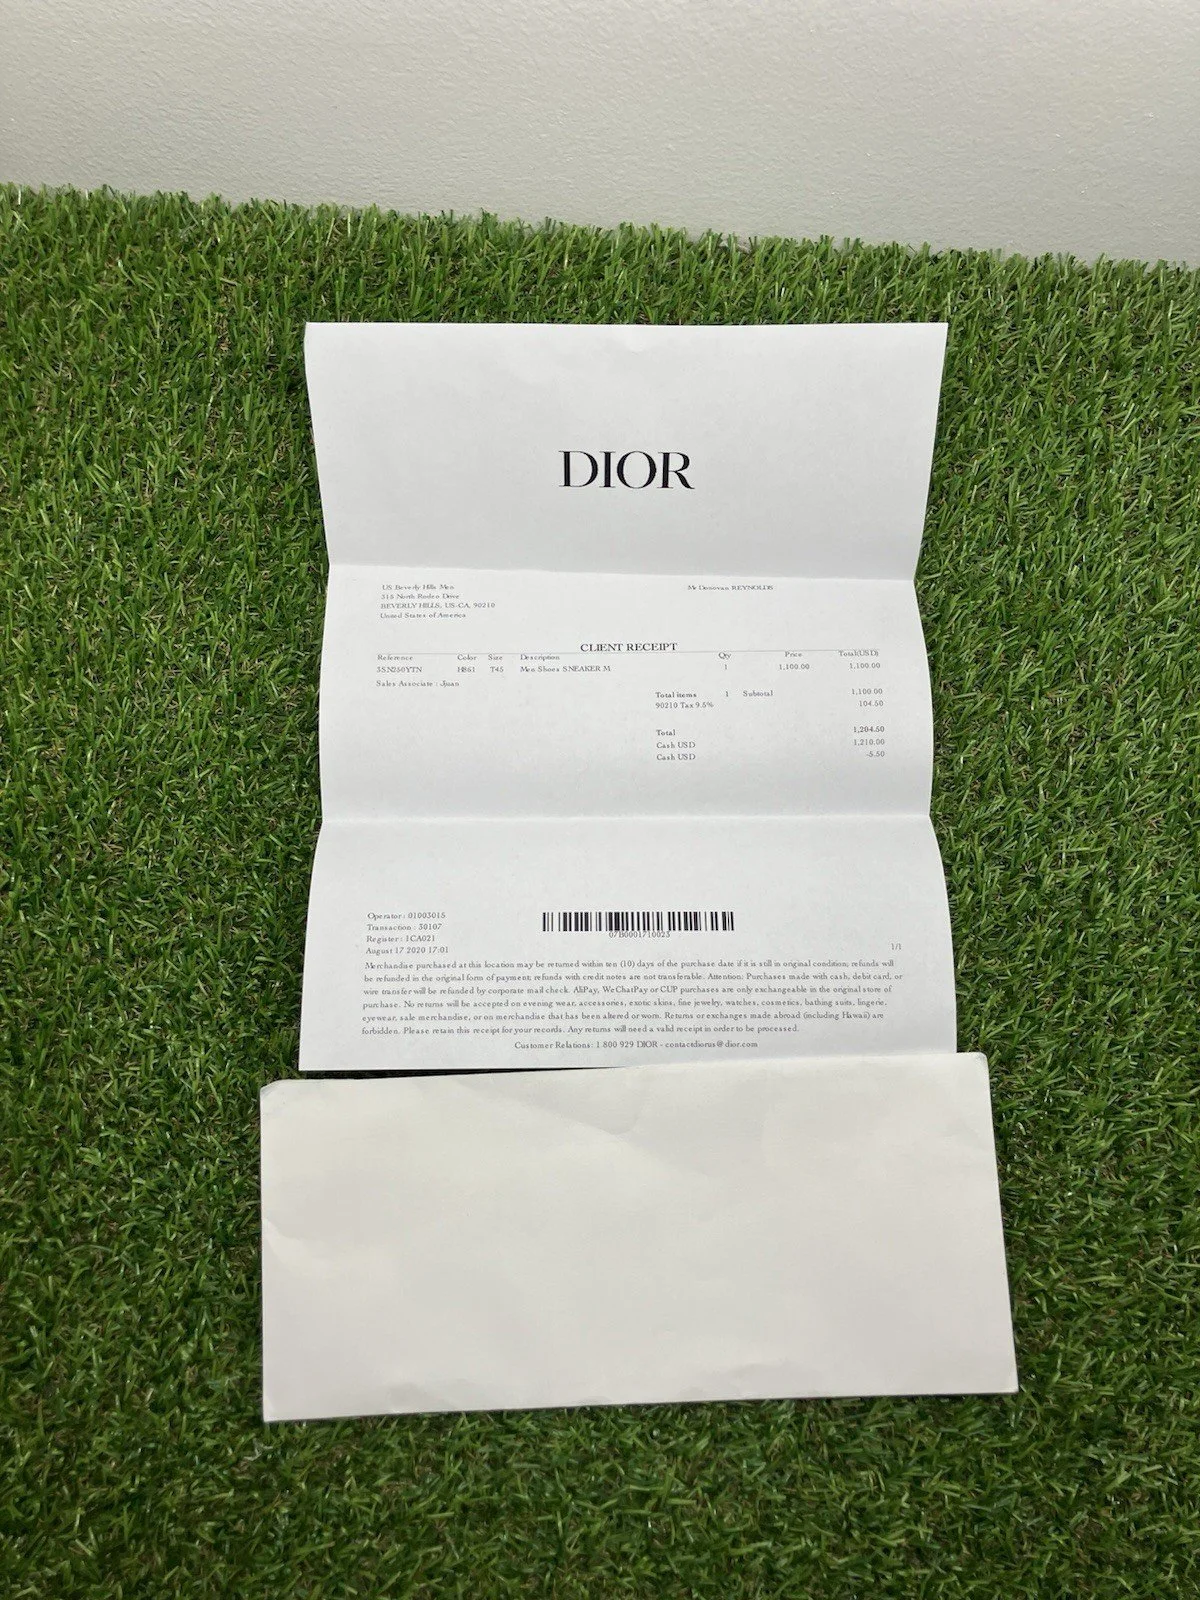 DIOR
US Beverly Hills Men
Mr Donovan REYNOLDS
318 North Rodeo Drive
BEVERLY HILLS, US-CA, 90210
United States of America
CLIENT RECEIPT
Reference Color Size Description Qty Price Total(USD)
3SN250YTN H861 T45 Men Shoes SNEAKER M 1 1,100.00 1,100.00
Sales Associate : Jjuan
Total items 1 Subtotal 1,100.00
90210 Tax 9.5% 104.50
Total 1,204.50
Cash USD 1,210.00
Cash USD -5.50
Operator : 01003015
Transaction : 30107
Register : 1CA021
August 17 2020 17:01
07B0001710023
1/1
Merchandise purchased at this location may be returned within ten (10) days of the purchase date if it is still in original condition; refunds will
be refunded in the original form of payment; refunds with credit notes are not transferable. Attention: Purchases made with cash, debit card, or
wire transfer will be refunded by corporate mail check. AliPay, WeChatPay or CUP purchases are only exchangeable in the original store of
purchase. No returns will be accepted on evening wear, accessories, exotic skins, fine jewelry, watches, cosmetics, bathing suits, lingerie,
eyewear, sale merchandise, or on merchandise that has been altered or worn. Returns or exchanges made abroad (including Hawaii) are
forbidden. Please retain this receipt for your records. Any returns will need a valid receipt in order to be processed.
Customer Relations: 1 800 929 DIOR - contactdiorus@dior.com